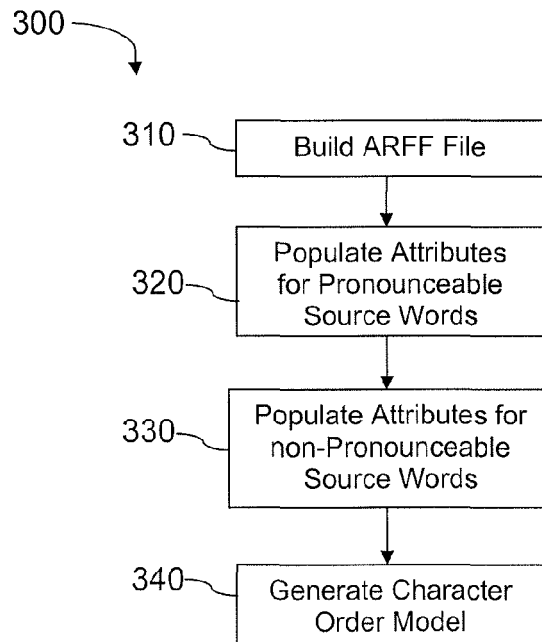 300
310
Build ARFF File
320
Populate Attributes
for Pronounceable
Source Words
330
Populate Attributes for
non-Pronounceable
Source Words
340
Generate Character
Order Model